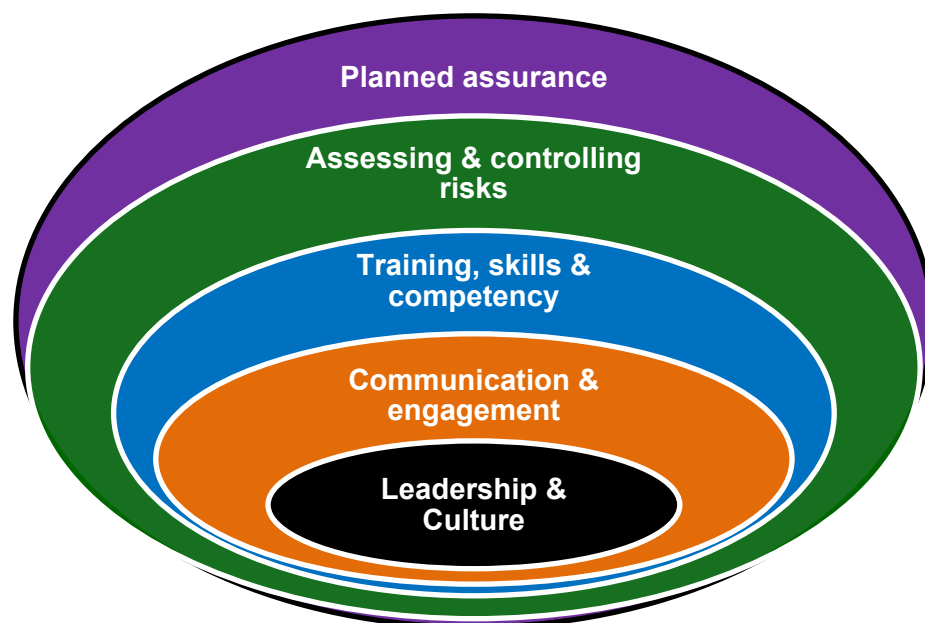 Planned assurance
Assessing & controlling
risks
Training, skills &
competency
Communication &
engagement
Leadership &
Culture